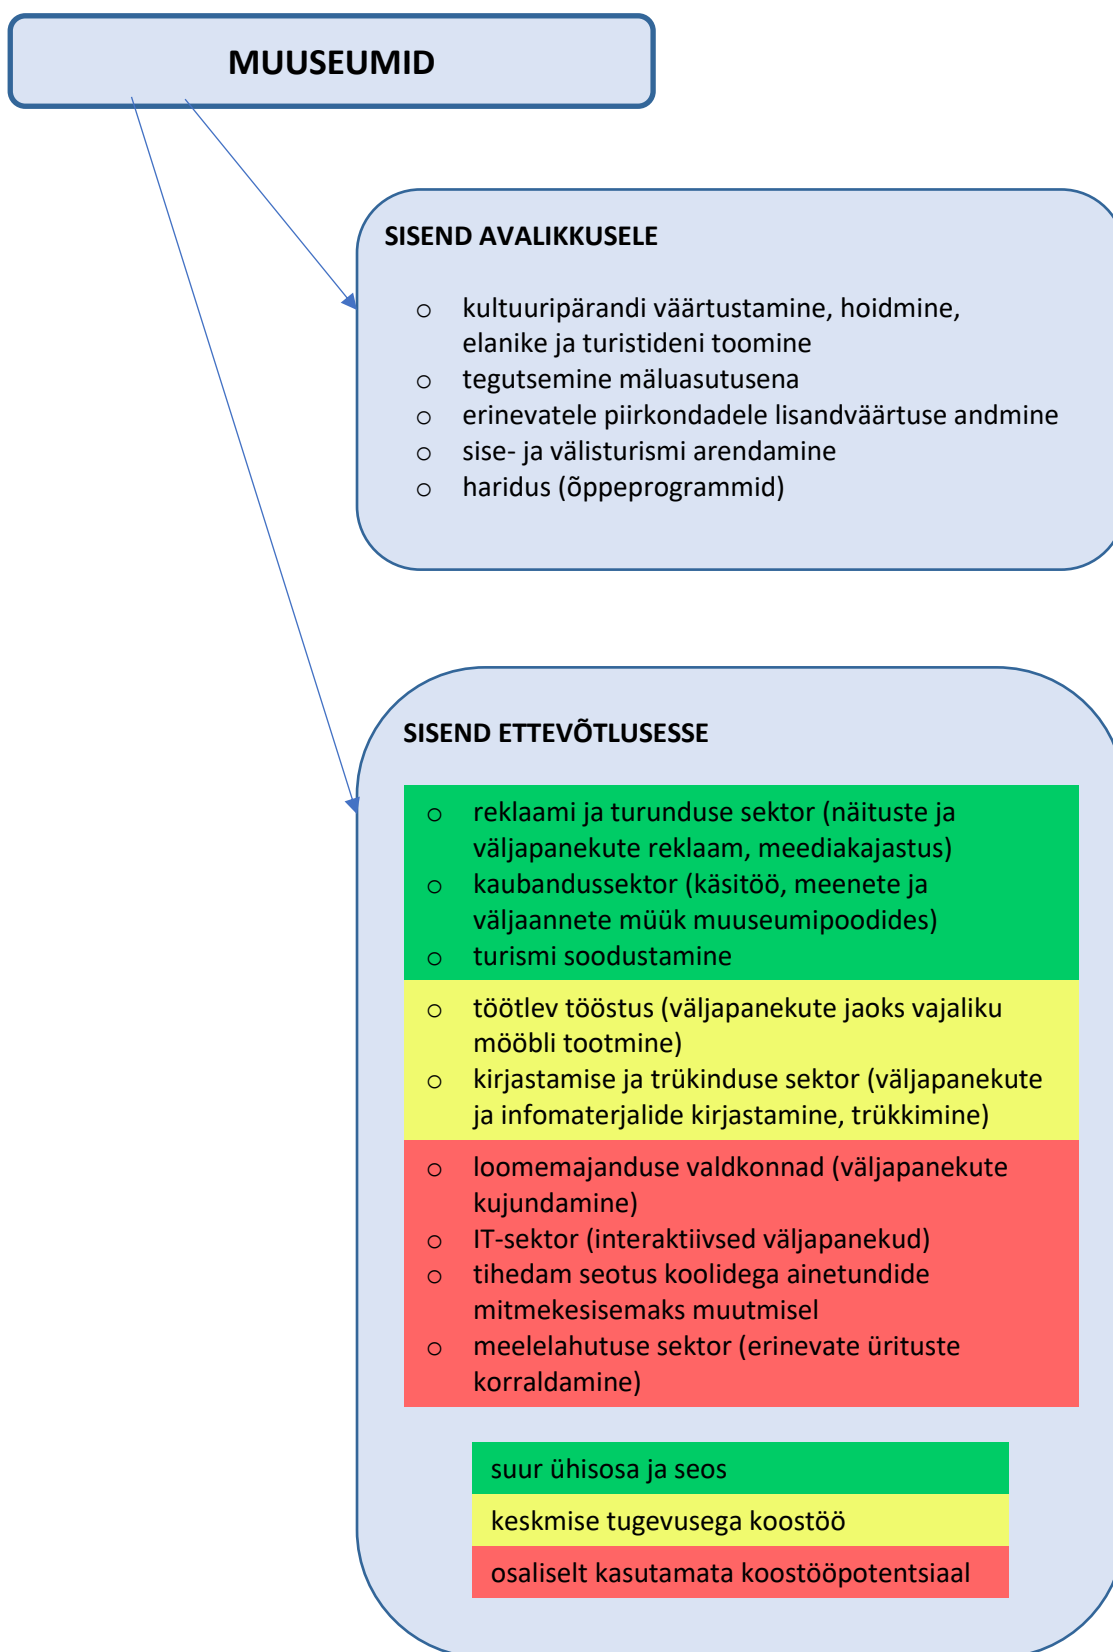 MUUSEUMID
SISEND AVALIKKUSELE
o kultuuripärandi väärtustamine, hoidmine,
elanike ja turistideni toomine
o tegutsemine mäluasutusena
o erinevatele piirkondadele lisandväärtuse andmine
o sise- ja välisturismi arendamine
o haridus (õppeprogrammid)
SISEND ETTEVÕTLUSESSE
o reklaami ja turunduse sektor (näituste ja
väljapanekute reklaam, meediakajastus)
o kaubandussektor (käsitöö, meenete ja
väljaannete müük muuseumipoodides)
o turismi soodustamine
o töötlev tööstus (väljapanekute jaoks vajaliku
mööbli tootmine)
o kirjastamise ja trükinduse sektor (väljapanekute
ja infomaterjalide kirjastamine, trükkimine)
o loomemajanduse valdkonnad (väljapanekute
kujundamine)
o IT-sektor (interaktiivsed väljapanekud)
o tihedam seotus koolidega ainetundide
mitmekesisemaks muutmisel
o meelelahutuse sektor (erinevate ürituste
korraldamine)
suur ühisosa ja seos
keskmise tugevusega koostöö
osaliselt kasutamata koostööpotentsiaal